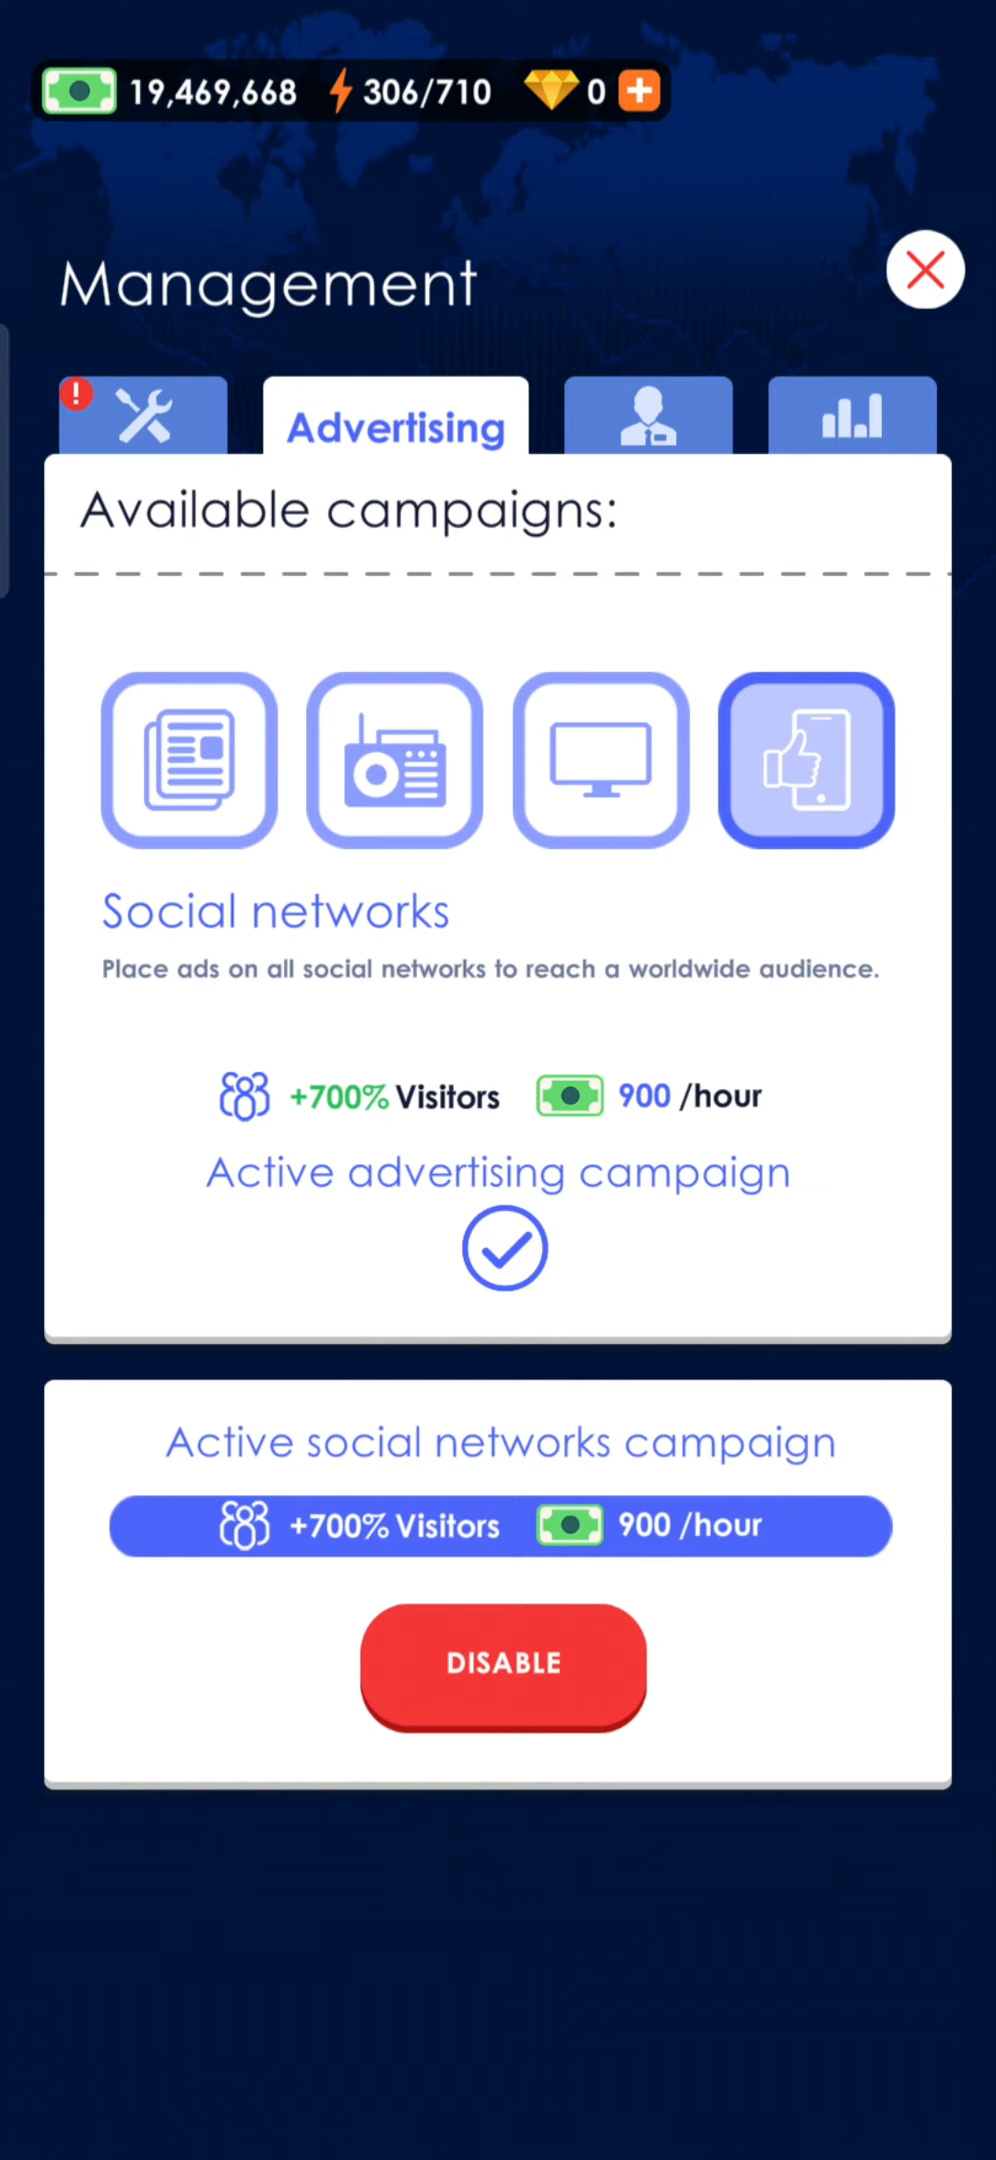 19,469,668 306/710 0
Management
!
Advertising
Available campaigns:
Social networks
Place ads on all social networks to reach a worldwide audience.
+700% Visitors 900 /hour
Active advertising campaign
Active social networks campaign
+700% Visitors 900 /hour
DISABLE